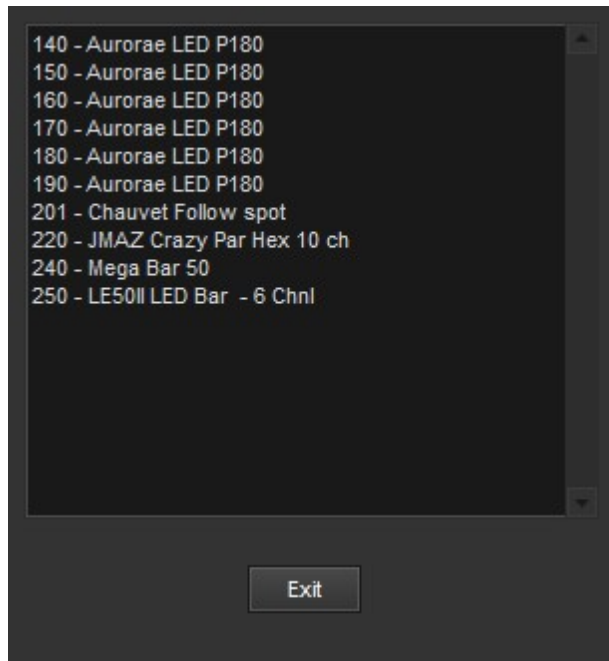 140 - Aurorae LED P180
150 - Aurorae LED P180
160 - Aurorae LED P180
170 - Aurorae LED P180
180 - Aurorae LED P180
190 - Aurorae LED P180
201 - Chauvet Follow spot
220 - JMAZ Crazy Par Hex 10 ch
240 - Mega Bar 50
250 - LE50II LED Bar  - 6 Chnl
Exit